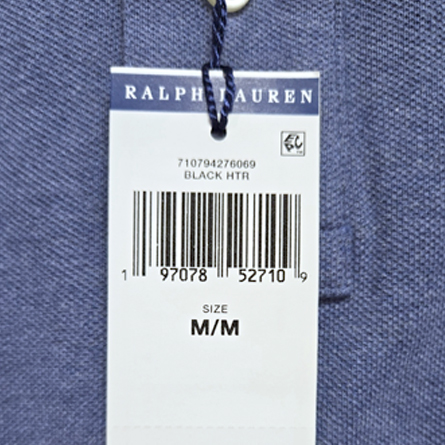 RALPH LAUREN
710794276069
BLACK HTR
1 97078 52710 9
SIZE
M/M